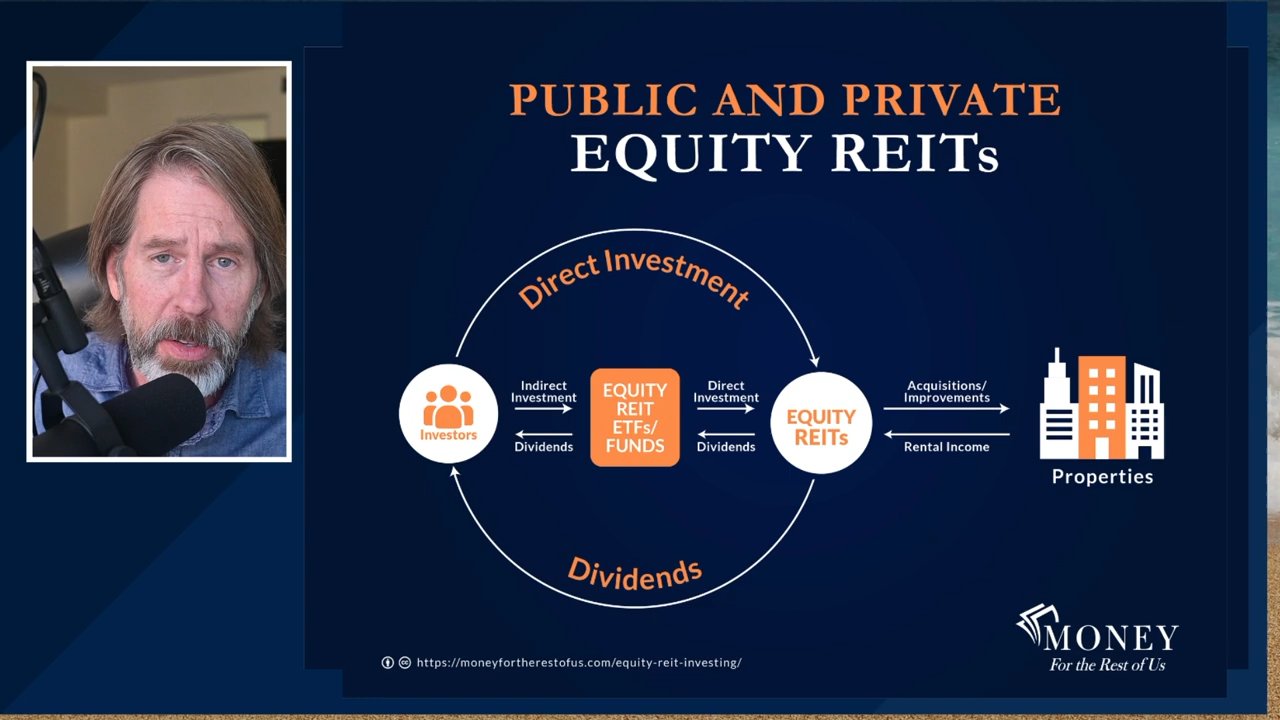 PUBLIC AND PRIVATE
EQUITY REITs
Direct Investment
Investors
Indirect
Investment
Dividends
EQUITY
REIT
ETFs/
FUNDS
Direct
Investment
Dividends
EQUITY
REITs
Acquisitions/
Improvements
Rental Income
Properties
Dividends
https://moneyfortherestofus.com/equity-reit-investing/
MONEY
For the Rest of Us